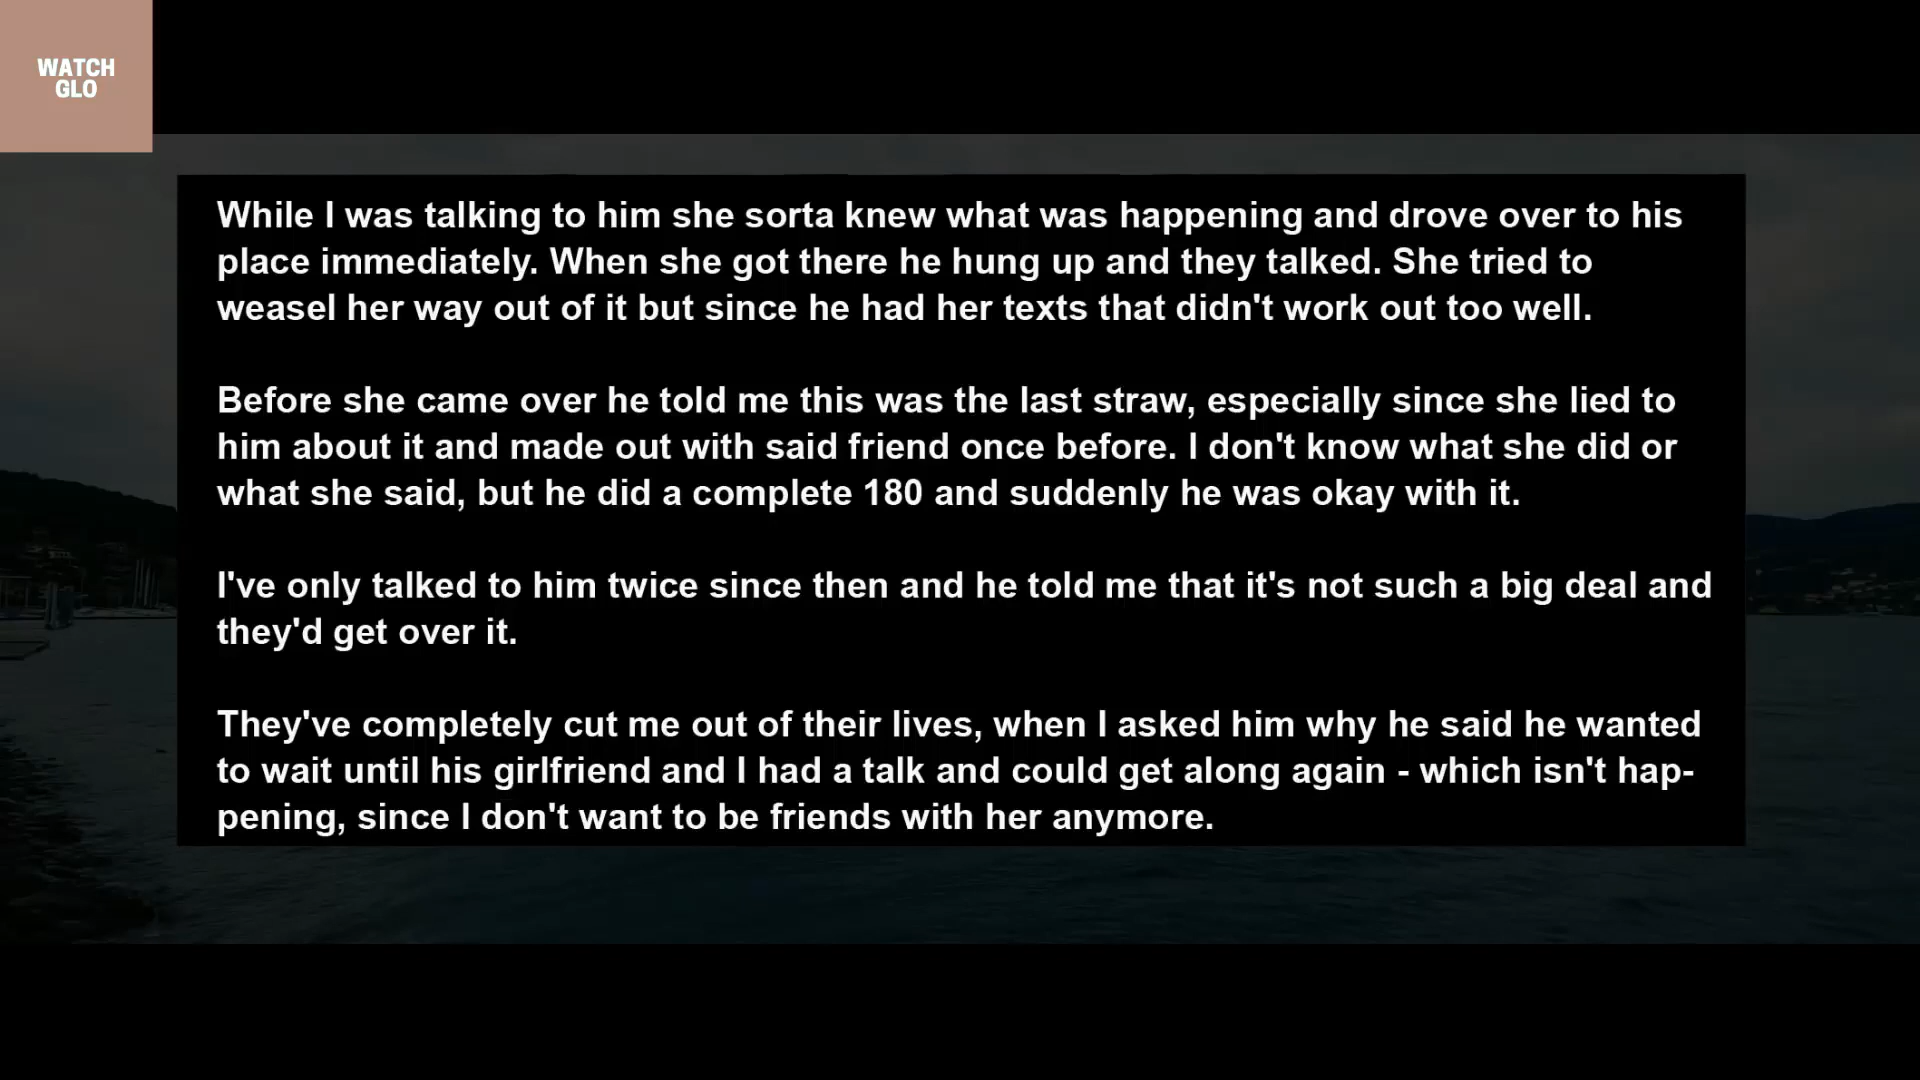 WATCH
GLO
While I was talking to him she sorta knew what was happening and drove over to his
place immediately. When she got there he hung up and they talked. She tried to
weasel her way out of it but since he had her texts that didn't work out too well.
Before she came over he told me this was the last straw, especially since she lied to
him about it and made out with said friend once before. I don't know what she did or
what she said, but he did a complete 180 and suddenly he was okay with it.
I've only talked to him twice since then and he told me that it's not such a big deal and
they'd get over it.
They've completely cut me out of their lives, when I asked him why he said he wanted
to wait until his girlfriend and I had a talk and could get along again - which isn't hap-
pening, since I don't want to be friends with her anymore.